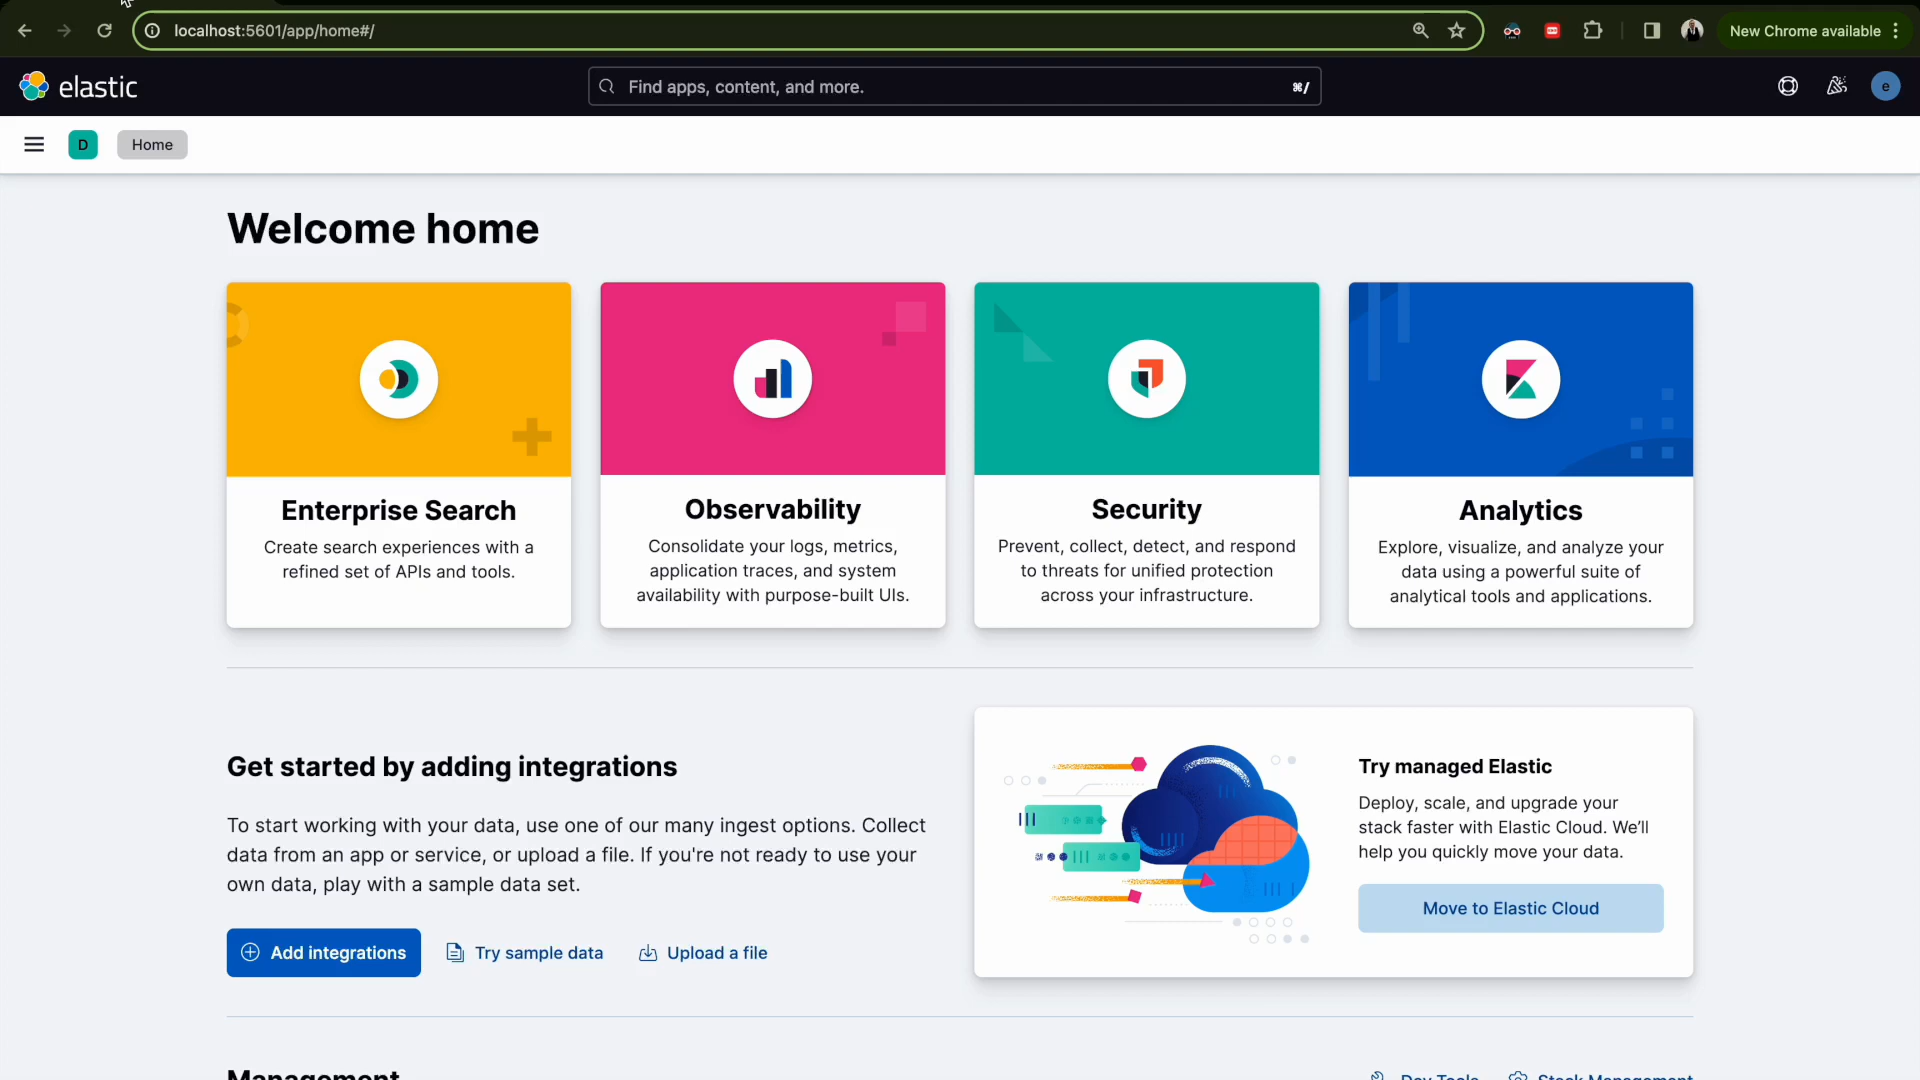 localhost:5601/app/home#/
New Chrome available
elastic
Find apps, content, and more.
⌘/
e
D
Home
Welcome home
Enterprise Search
Create search experiences with a
refined set of APIs and tools.
Observability
Consolidate your logs, metrics,
application traces, and system
availability with purpose-built UIs.
Security
Prevent, collect, detect, and respond
to threats for unified protection
across your infrastructure.
Analytics
Explore, visualize, and analyze your
data using a powerful suite of
analytical tools and applications.
Get started by adding integrations
To start working with your data, use one of our many ingest options. Collect
data from an app or service, or upload a file. If you're not ready to use your
own data, play with a sample data set.
Add integrations
Try sample data
Upload a file
Try managed Elastic
Deploy, scale, and upgrade your
stack faster with Elastic Cloud. We’ll
help you quickly move your data.
Move to Elastic Cloud
Management
Dev Tools
Stack Management